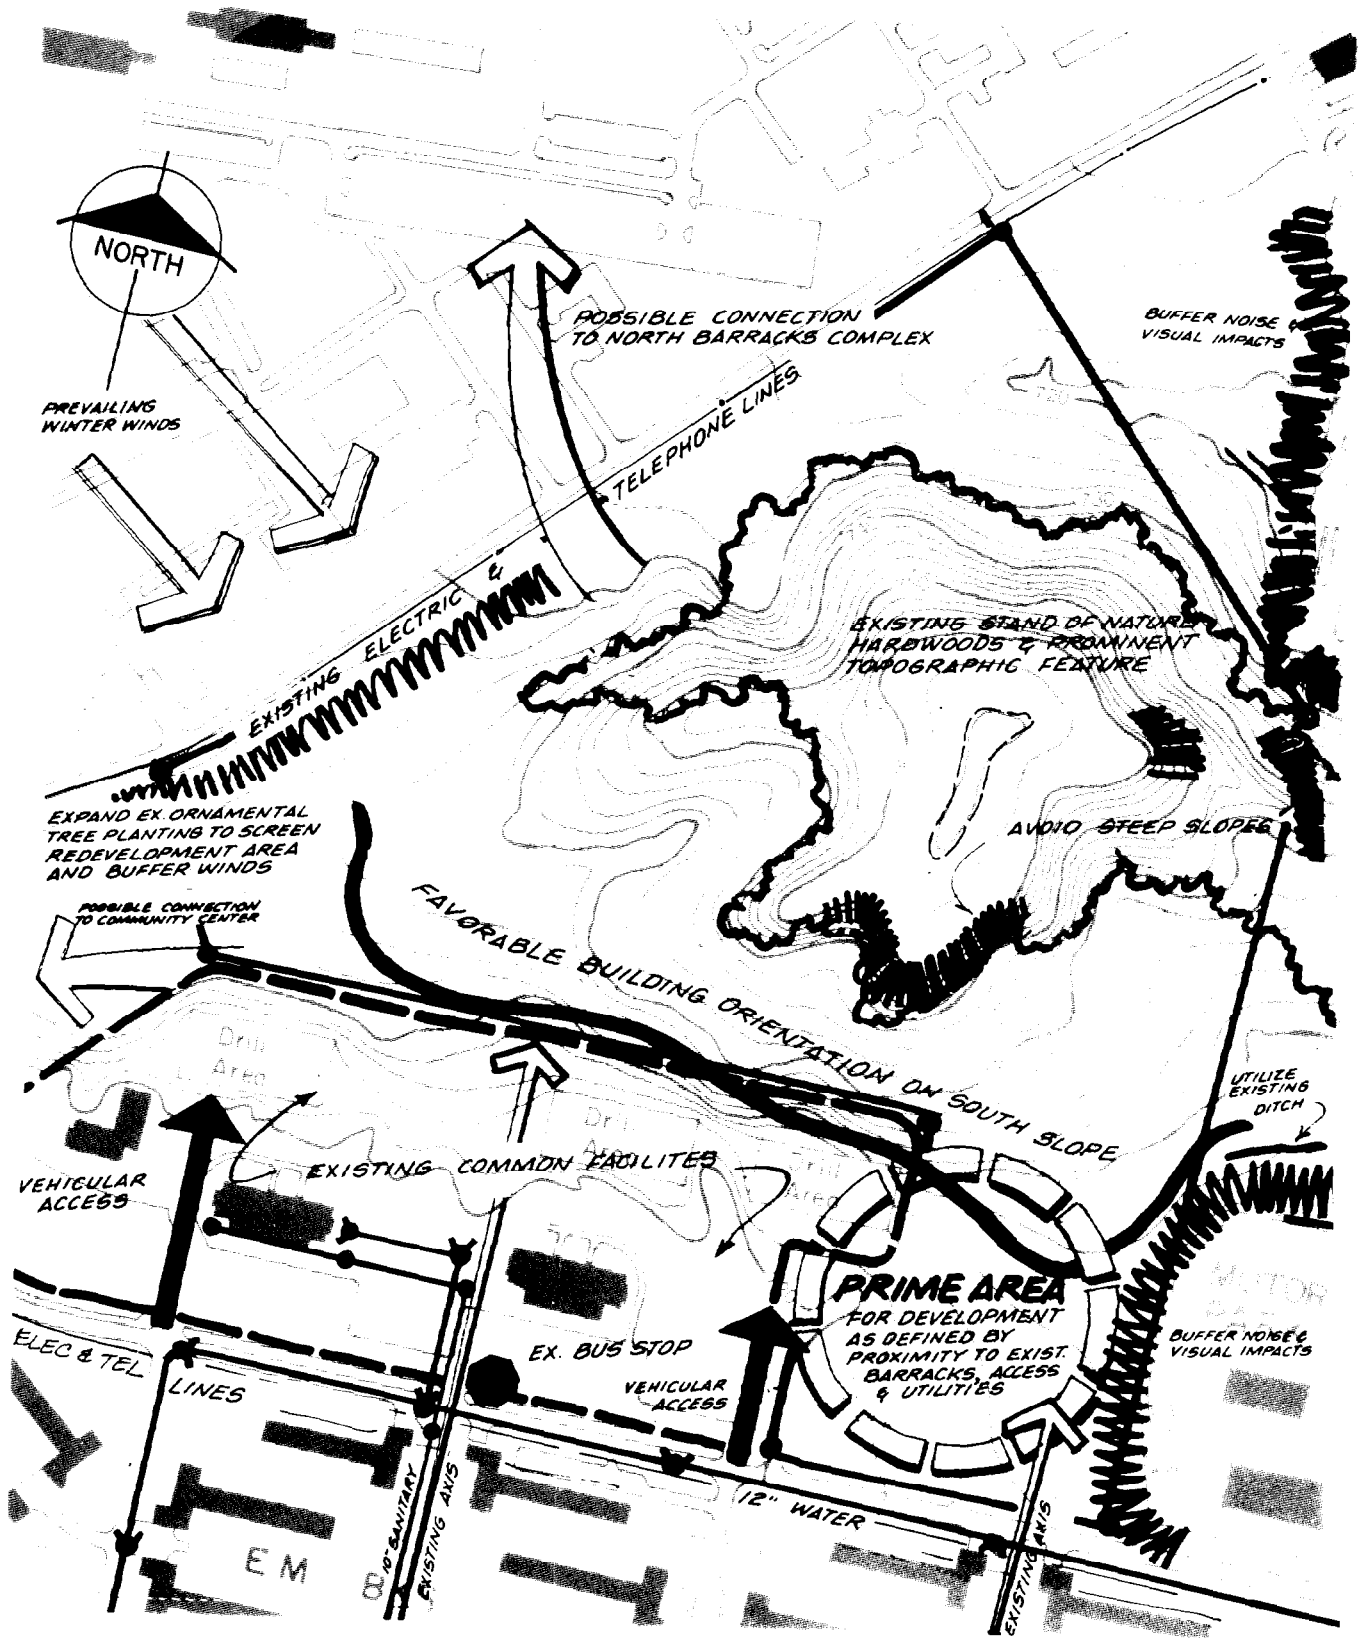 NORTH
POSSIBLE CONNECTION
TO NORTH BARRACKS COMPLEX
BUFFER NOISE &
VISUAL IMPACTS
PREVAILING
WINTER WINDS
EXISTING ELECTRIC & TELEPHONE LINES
EXISTING STAND OF NATURE
HARDWOODS & PROMINENT
TOPOGRAPHIC FEATURE
EXPAND EX. ORNAMENTAL
TREE PLANTING TO SCREEN
REDEVELOPMENT AREA
AND BUFFER WINDS
AVOID STEEP SLOPES
POSSIBLE CONNECTION
TO COMMUNITY CENTER
FAVORABLE BUILDING ORIENTATION ON SOUTH SLOPE
Drill
Area
Drill
UTILIZE
EXISTING
DITCH
EXISTING COMMON FACILITES
Area
VEHICULAR
ACCESS
PRIME AREA
FOR DEVELOPMENT
AS DEFINED BY
PROXIMITY TO EXIST.
BARRACKS, ACCESS
& UTILITIES
ELEC & TEL LINES
EX. BUS STOP
BUFFER NOISE &
VISUAL IMPACTS
VEHICULAR
ACCESS
12" WATER
10" SANITARY
EXISTING AXIS
EXISTING AXIS
E M
B